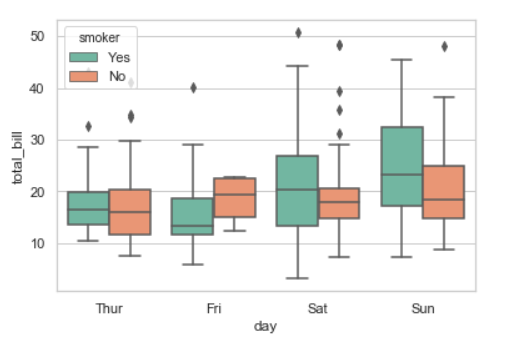 smoker
Yes
No
50
40
30
20
10
total_bill
Thur Fri Sat Sun
day